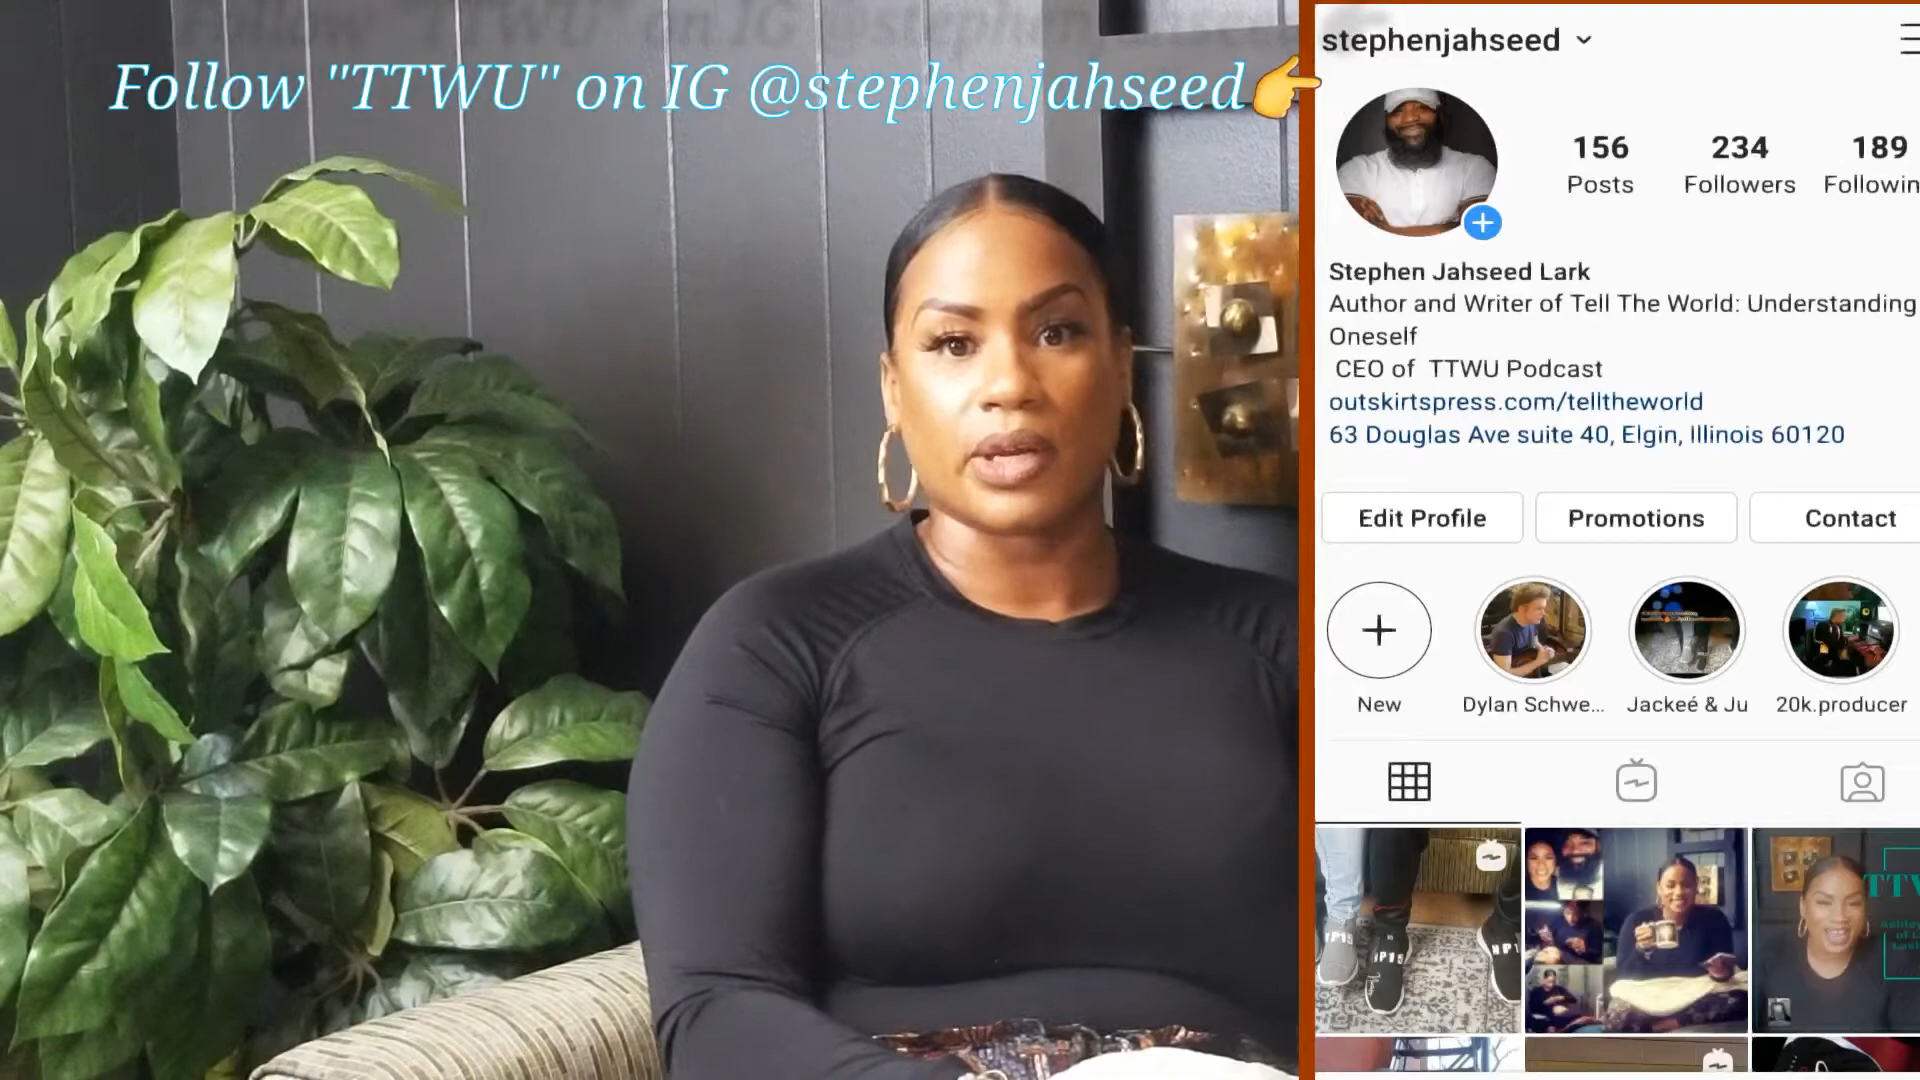 Follow "TTWU" on IG @stephenjahseed
stephenjahseed
156
234
189
Posts
Followers
Followin
Stephen Jahseed Lark
Author and Writer of Tell The World: Understanding
Oneself
CEO of TTWU Podcast
outskirtspress.com/telltheworld
63 Douglas Ave suite 40, Elgin, Illinois 60120
Edit Profile
Promotions
Contact
New
Dylan Schwe...
Jackeé & Ju
20k.producer